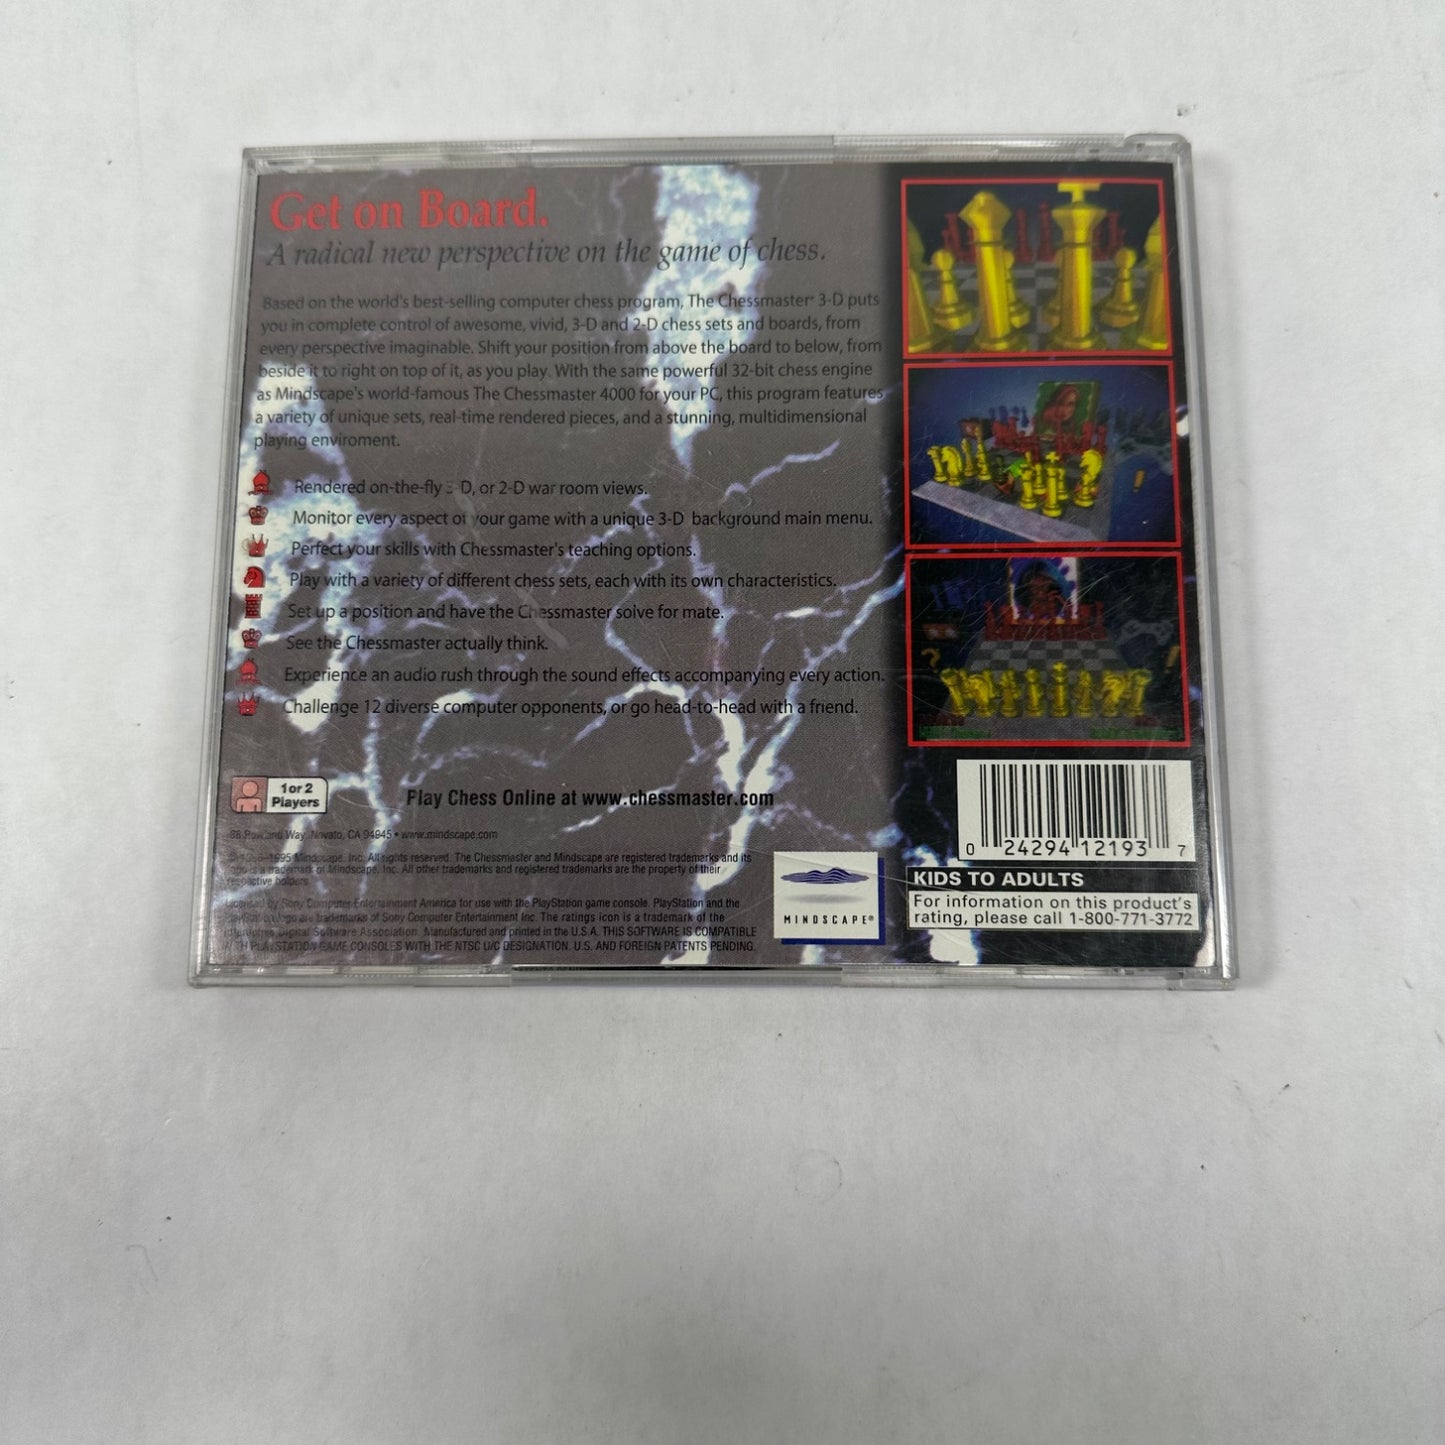 Get on Board.
A radical new perspective on the game of chess.
Based on the world's best-selling computer chess program, The Chessmaster® 3-D puts
you in complete control of awesome, vivid, 3-D and 2-D chess sets and boards, from
every perspective imaginable. Shift your position from above the board to below, from
beside it to right on top of it, as you play. With the same powerful 32-bit chess engine
as Mindscape's world-famous The Chessmaster 4000 for your PC, this program features
a variety of unique sets, real-time rendered pieces, and a stunning, multidimensional
playing enviroment.
Rendered on-the-fly 3-D, or 2-D war room views.
Monitor every aspect of your game with a unique 3-D background main menu.
Perfect your skills with Chessmaster's teaching options.
Play with a variety of different chess sets, each with its own characteristics.
Set up a position and have the Chessmaster solve for mate.
See the Chessmaster actually think.
Experience an audio rush through the sound effects accompanying every action.
Challenge 12 diverse computer opponents, or go head-to-head with a friend.
1 or 2
Players
Play Chess Online at www.chessmaster.com
88 Rowland Way, Novato, CA 94945 • www.mindscape.com
© 1986-1995 Mindscape, Inc. All rights reserved. The Chessmaster and Mindscape are registered trademarks and its
logo is a trademark of Mindscape, Inc. All other trademarks and registered trademarks are the property of their
respective holders.
Licensed by Sony Computer Entertainment America for use with the PlayStation game console. PlayStation and the
PlayStation logo are trademarks of Sony Computer Entertainment Inc. The ratings icon is a trademark of the
Interactive Digital Software Association. Manufactured and printed in the U.S.A. THIS SOFTWARE IS COMPATIBLE
WITH PLAYSTATION GAME CONSOLES WITH THE NTSC U/C DESIGNATION. U.S. AND FOREIGN PATENTS PENDING.
MINDSCAPE®
0 24294 12193 7
KIDS TO ADULTS
For information on this product's
rating, please call 1-800-771-3772